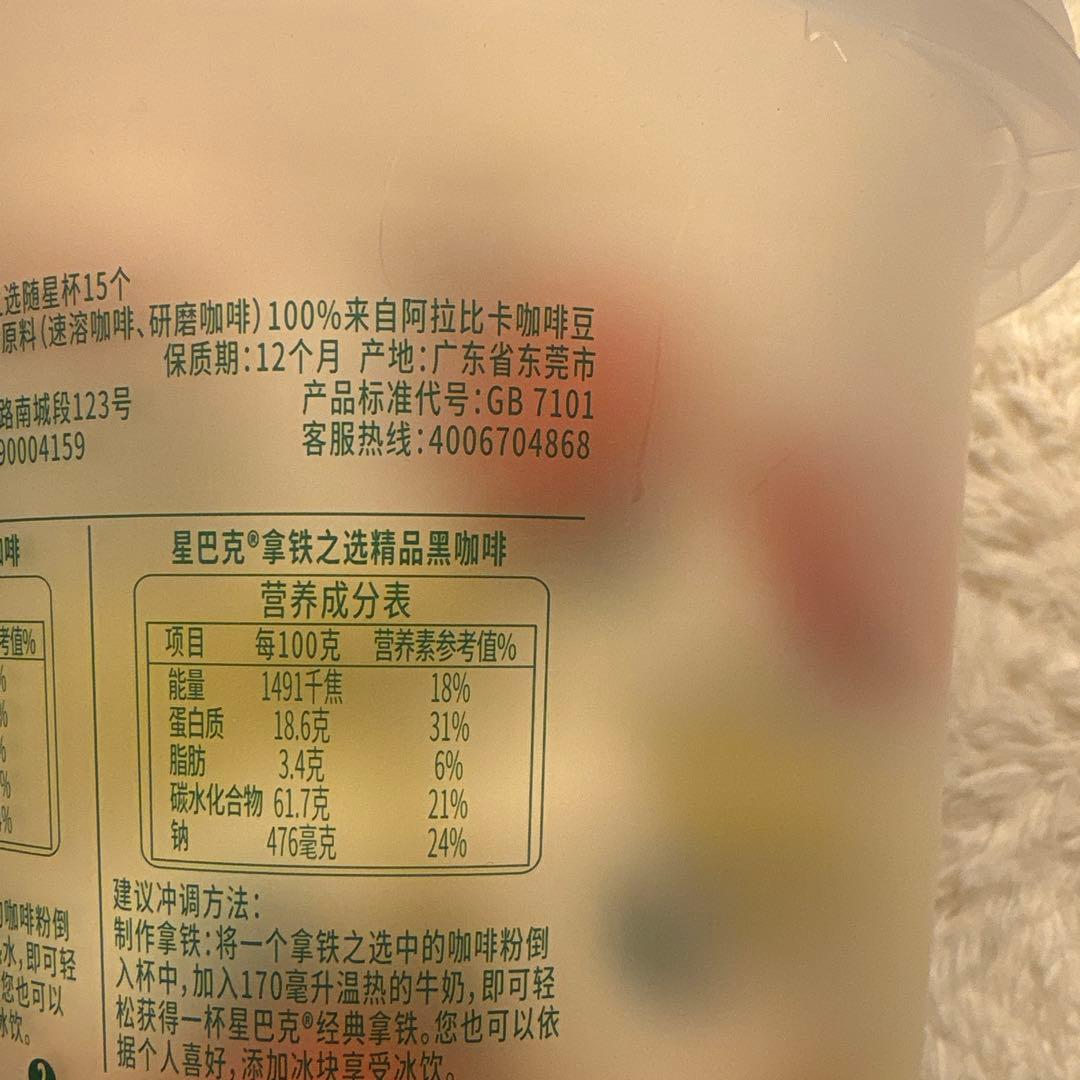 选随星杯15个
原料(速溶咖啡、研磨咖啡)100%来自阿拉比卡咖啡豆
保质期:12个月 产地:广东省东莞市
路南城段123号 产品标准代号:GB 7101
90004159 客服热线:4006704868
啡 星巴克®拿铁之选精品黑咖啡
营养成分表
考值% 项目 每100克 营养素参考值%
% 能量 1491千焦 18%
% 蛋白质 18.6克 31%
% 脂肪 3.4克 6%
% 碳水化合物 61.7克 21%
% 钠 476毫克 24%
建议冲调方法:
咖啡粉倒 制作拿铁:将一个拿铁之选中的咖啡粉倒
水,即可轻 入杯中,加入170毫升温热的牛奶,即可轻
您也可以 松获得一杯星巴克®经典拿铁。您也可以依
冰饮。 据个人喜好,添加冰块享受冰饮。